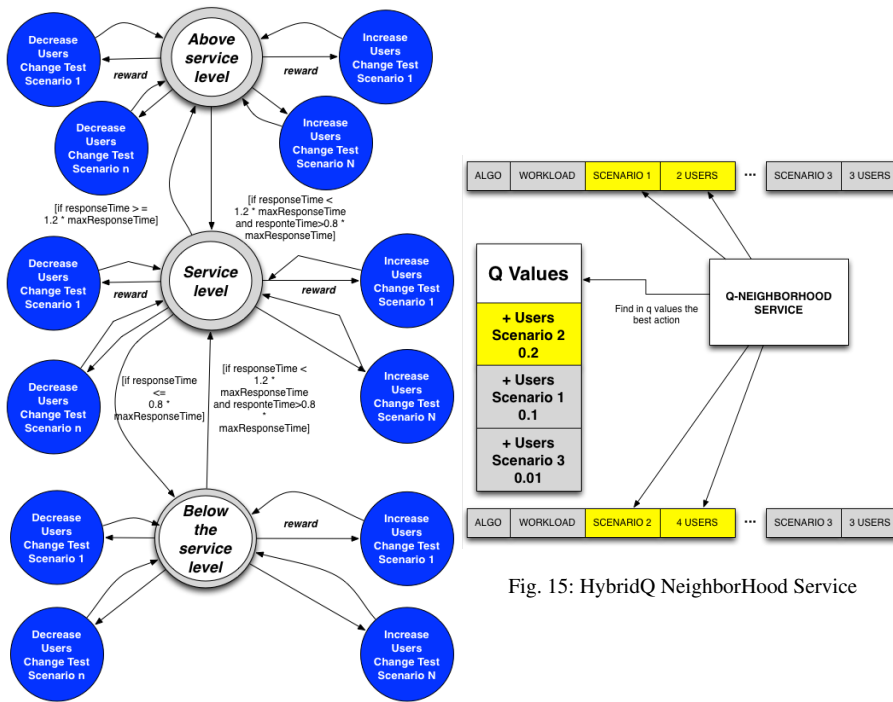 Decrease
Users
Change Test
Scenario 1
reward
Above
service
level
reward
Increase
Users
Change Test
Scenario 1
Decrease
Users
Change Test
Scenario n
Increase
Users
Change Test
Scenario N
[if responseTime >=
1.2 * maxResponseTime]
[if responseTime <
1.2 * maxResponseTime
and responteTime>0.8 *
maxResponseTime]
Decrease
Users
Change Test
Scenario 1
reward
Service
level
reward
Increase
Users
Change Test
Scenario 1
Decrease
Users
Change Test
Scenario n
[if responseTime
<=
0.8 *
maxResponseTime]
[if responseTime <
1.2 *
maxResponseTime
and responteTime>0.8
*
maxResponseTime]
Increase
Users
Change Test
Scenario N
Decrease
Users
Change Test
Scenario 1
Below
the
service
level
reward
Increase
Users
Change Test
Scenario 1
Decrease
Users
Change Test
Scenario n
Increase
Users
Change Test
Scenario N
ALGO WORKLOAD SCENARIO 1 2 USERS ... SCENARIO 3 3 USERS
Q Values
+ Users
Scenario 2
0.2
+ Users
Scenario 1
0.1
+ Users
Scenario 3
0.01
Find in q values the
best action
Q-NEIGHBORHOOD
SERVICE
ALGO WORKLOAD SCENARIO 2 4 USERS ... SCENARIO 3 3 USERS
Fig. 15: HybridQ NeighborHood Service